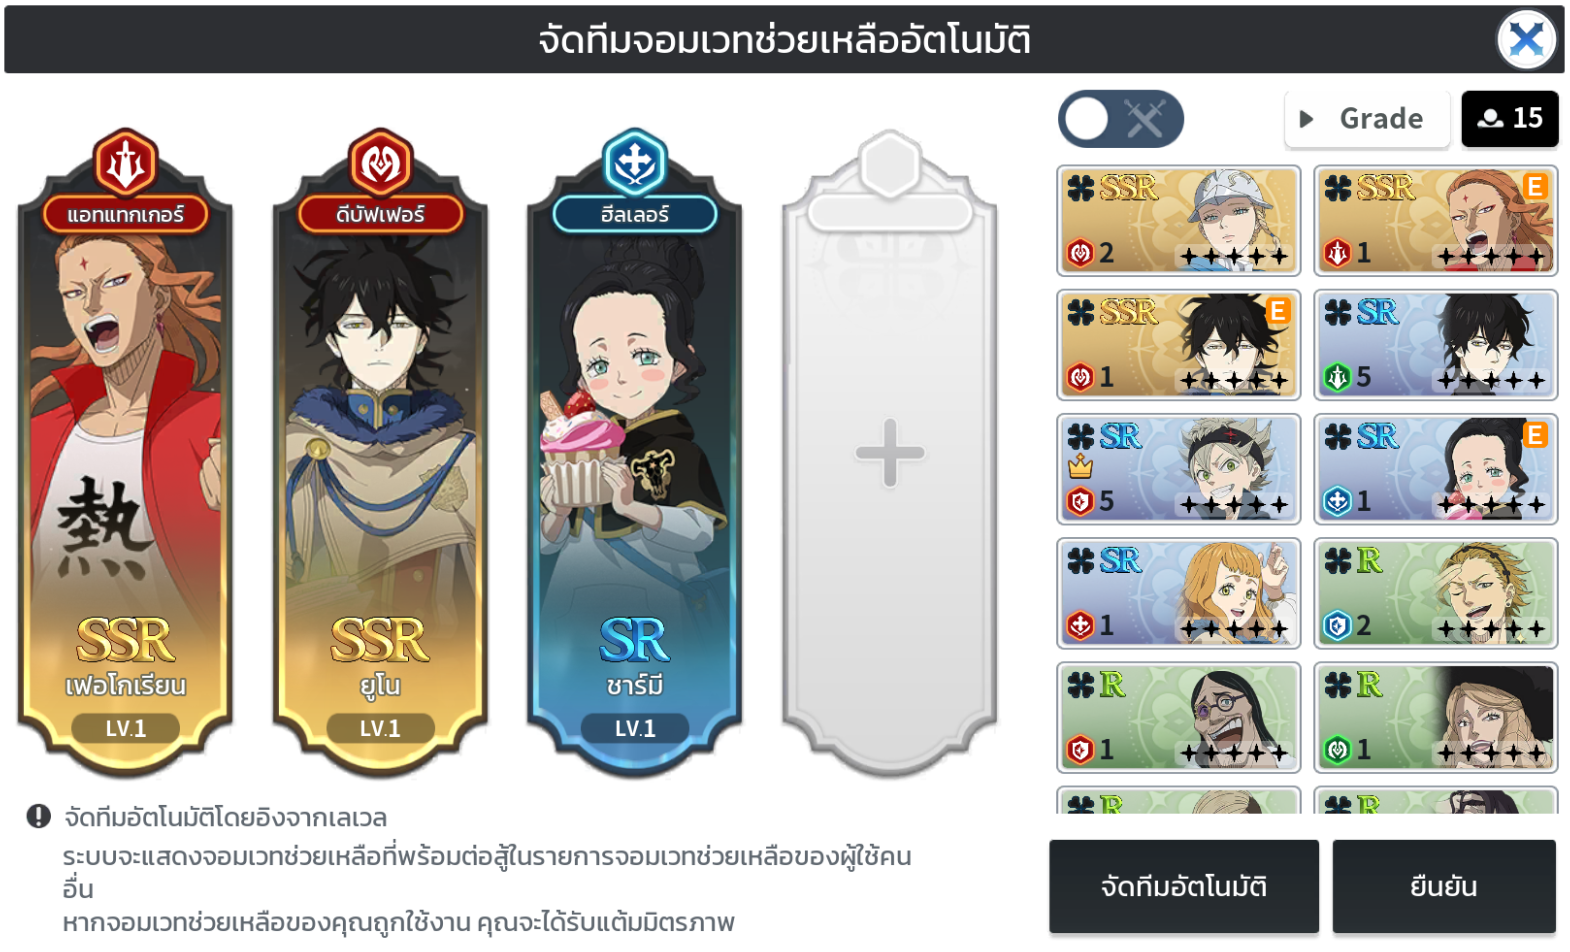 จัดทีมจอมเวทช่วยเหลืออัตโนมัติ
Grade
15
แอทแทกเกอร์
ดีบัฟเฟอร์
ฮีลเลอร์
熱
SSR
เฟอโกเรียน
LV.1
SSR
ยูโน
LV.1
SR
ชาร์มี
LV.1
SSR
2
SSR
E
1
SSR
E
1
SR
5
SR
5
SR
E
1
SR
1
R
2
R
1
R
1
R
R
จัดทีมอัตโนมัติโดยอิงจากเลเวล
ระบบจะแสดงจอมเวทช่วยเหลือที่พร้อมต่อสู้ในรายการจอมเวทช่วยเหลือของผู้ใช้คน
อื่น
หากจอมเวทช่วยเหลือของคุณถูกใช้งาน คุณจะได้รับแต้มมิตรภาพ
จัดทีมอัตโนมัติ
ยืนยัน